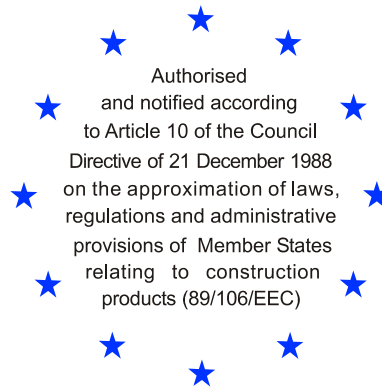 Authorised
and notified according
to Article 10 of the Council
Directive of 21 December 1988
on the approximation of laws,
regulations and administrative
provisions of Member States
relating to construction
products (89/106/EEC)